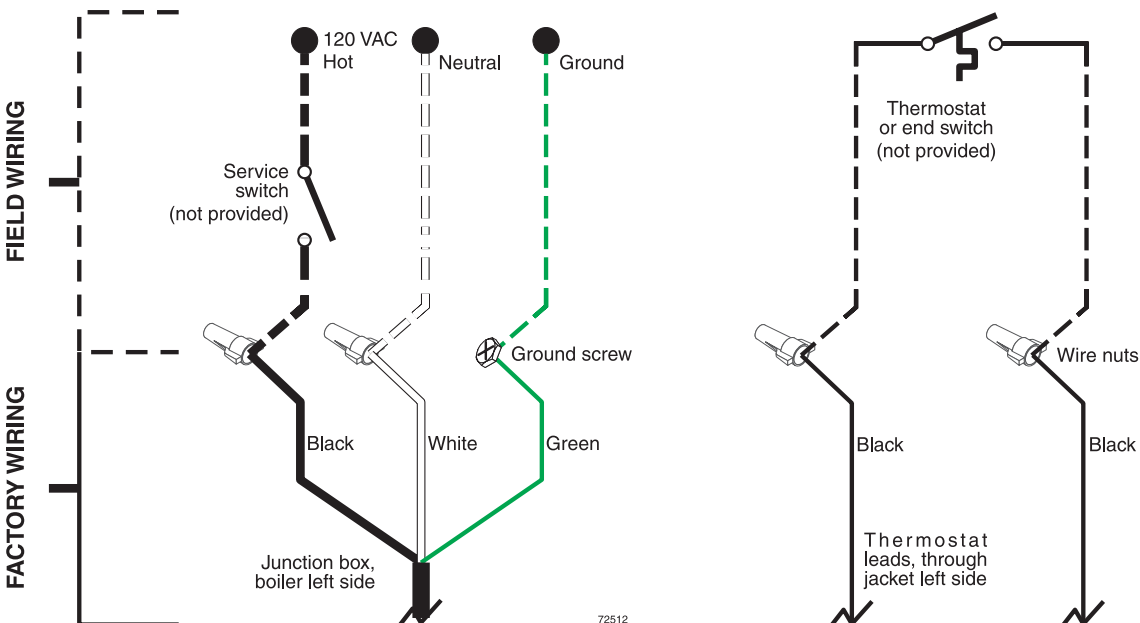 FIELD WIRING
FACTORY WIRING
120 VAC
Hot
Neutral
Ground
Service
switch
(not provided)
Ground screw
Black
White
Green
Junction box,
boiler left side
72512
Thermostat
or end switch
(not provided)
Wire nuts
Black
Black
Thermostat
leads, through
jacket left side